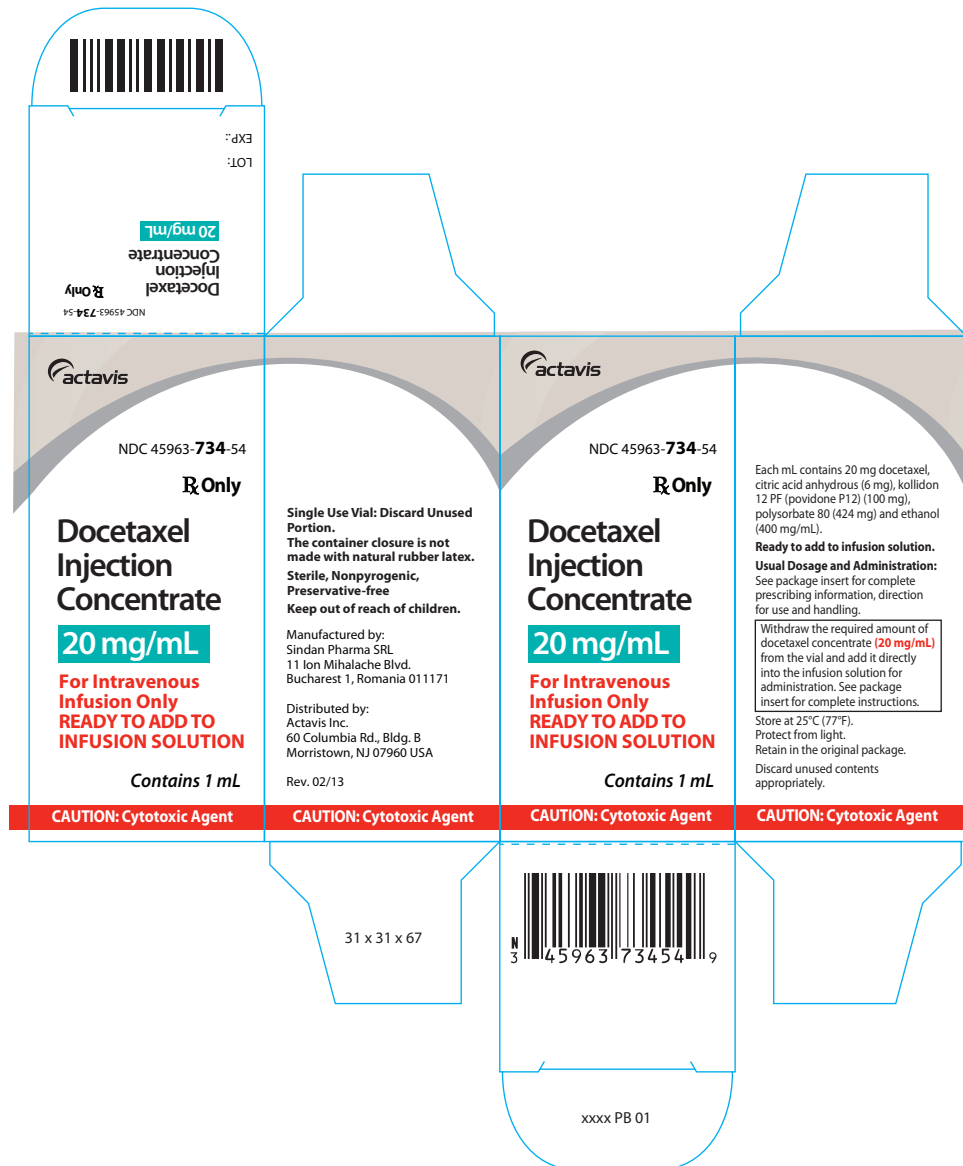 EXP.:
LOT:
20 mg/mL
Docetaxel
Injection
Concentrate
Rx Only
NDC 45963-734-54
actavis
NDC 45963-734-54
Rx Only
Docetaxel
Injection
Concentrate
20 mg/mL
For Intravenous
Infusion Only
READY TO ADD TO
INFUSION SOLUTION
Contains 1 mL
CAUTION: Cytotoxic Agent
Single Use Vial: Discard Unused
Portion.
The container closure is not
made with natural rubber latex.
Sterile, Nonpyrogenic,
Preservative-free
Keep out of reach of children.
Manufactured by:
Sindan Pharma SRL
11 Ion Mihalache Blvd.
Bucharest 1, Romania 011171
Distributed by:
Actavis Inc.
60 Columbia Rd., Bldg. B
Morristown, NJ 07960 USA
Rev. 02/13
CAUTION: Cytotoxic Agent
actavis
NDC 45963-734-54
Rx Only
Docetaxel
Injection
Concentrate
20 mg/mL
For Intravenous
Infusion Only
READY TO ADD TO
INFUSION SOLUTION
Contains 1 mL
CAUTION: Cytotoxic Agent
Each mL contains 20 mg docetaxel,
citric acid anhydrous (6 mg), kollidon
12 PF (povidone P12) (100 mg),
polysorbate 80 (424 mg) and ethanol
(400 mg/mL).
Ready to add to infusion solution.
Usual Dosage and Administration:
See package insert for complete
prescribing information, direction
for use and handling.
Withdraw the required amount of
docetaxel concentrate (20 mg/mL)
from the vial and add it directly
into the infusion solution for
administration. See package
insert for complete instructions.
Store at 25°C (77°F).
Protect from light.
Retain in the original package.
Discard unused contents
appropriately.
CAUTION: Cytotoxic Agent
31 x 31 x 67
N
3 45963 73454 9
xxxx PB 01